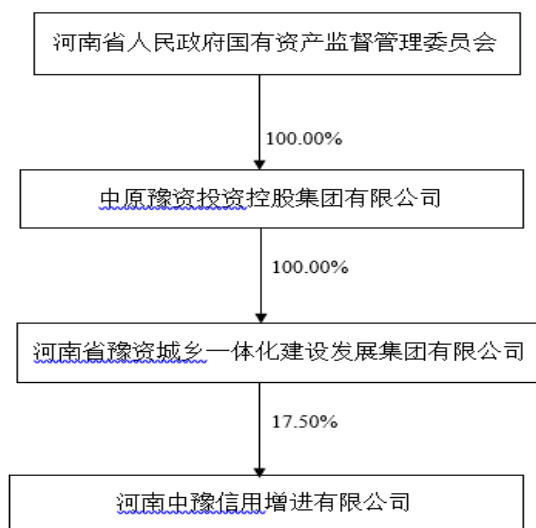 河南省人民政府国有资产监督管理委员会
100.00%
中原豫资投资控股集团有限公司
100.00%
河南省豫资城乡一体化建设发展集团有限公司
17.50%
河南中豫信用增进有限公司